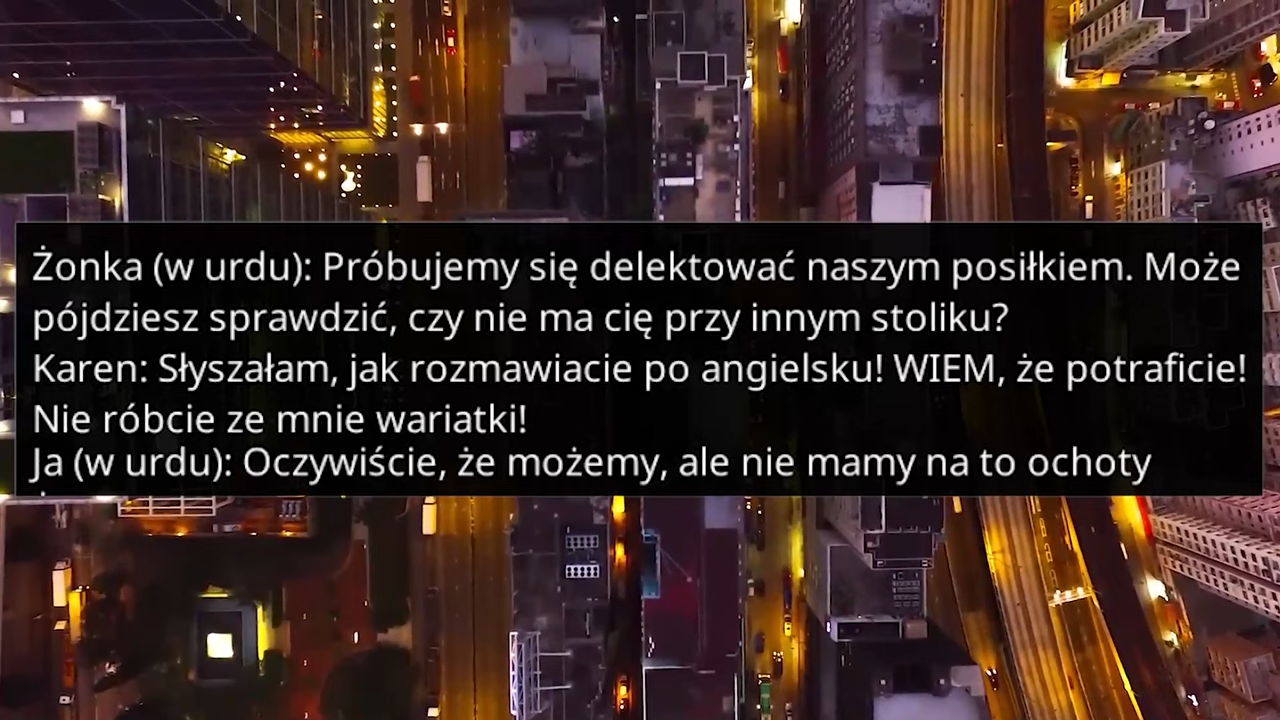 Żonka (w urdu): Próbujemy się delektować naszym posiłkiem. Może
pójdziesz sprawdzić, czy nie ma cię przy innym stoliku?
Karen: Słyszałam, jak rozmawiacie po angielsku! WIEM, że potraficie!
Nie róbcie ze mnie wariatki!
Ja (w urdu): Oczywiście, że możemy, ale nie mamy na to ochoty